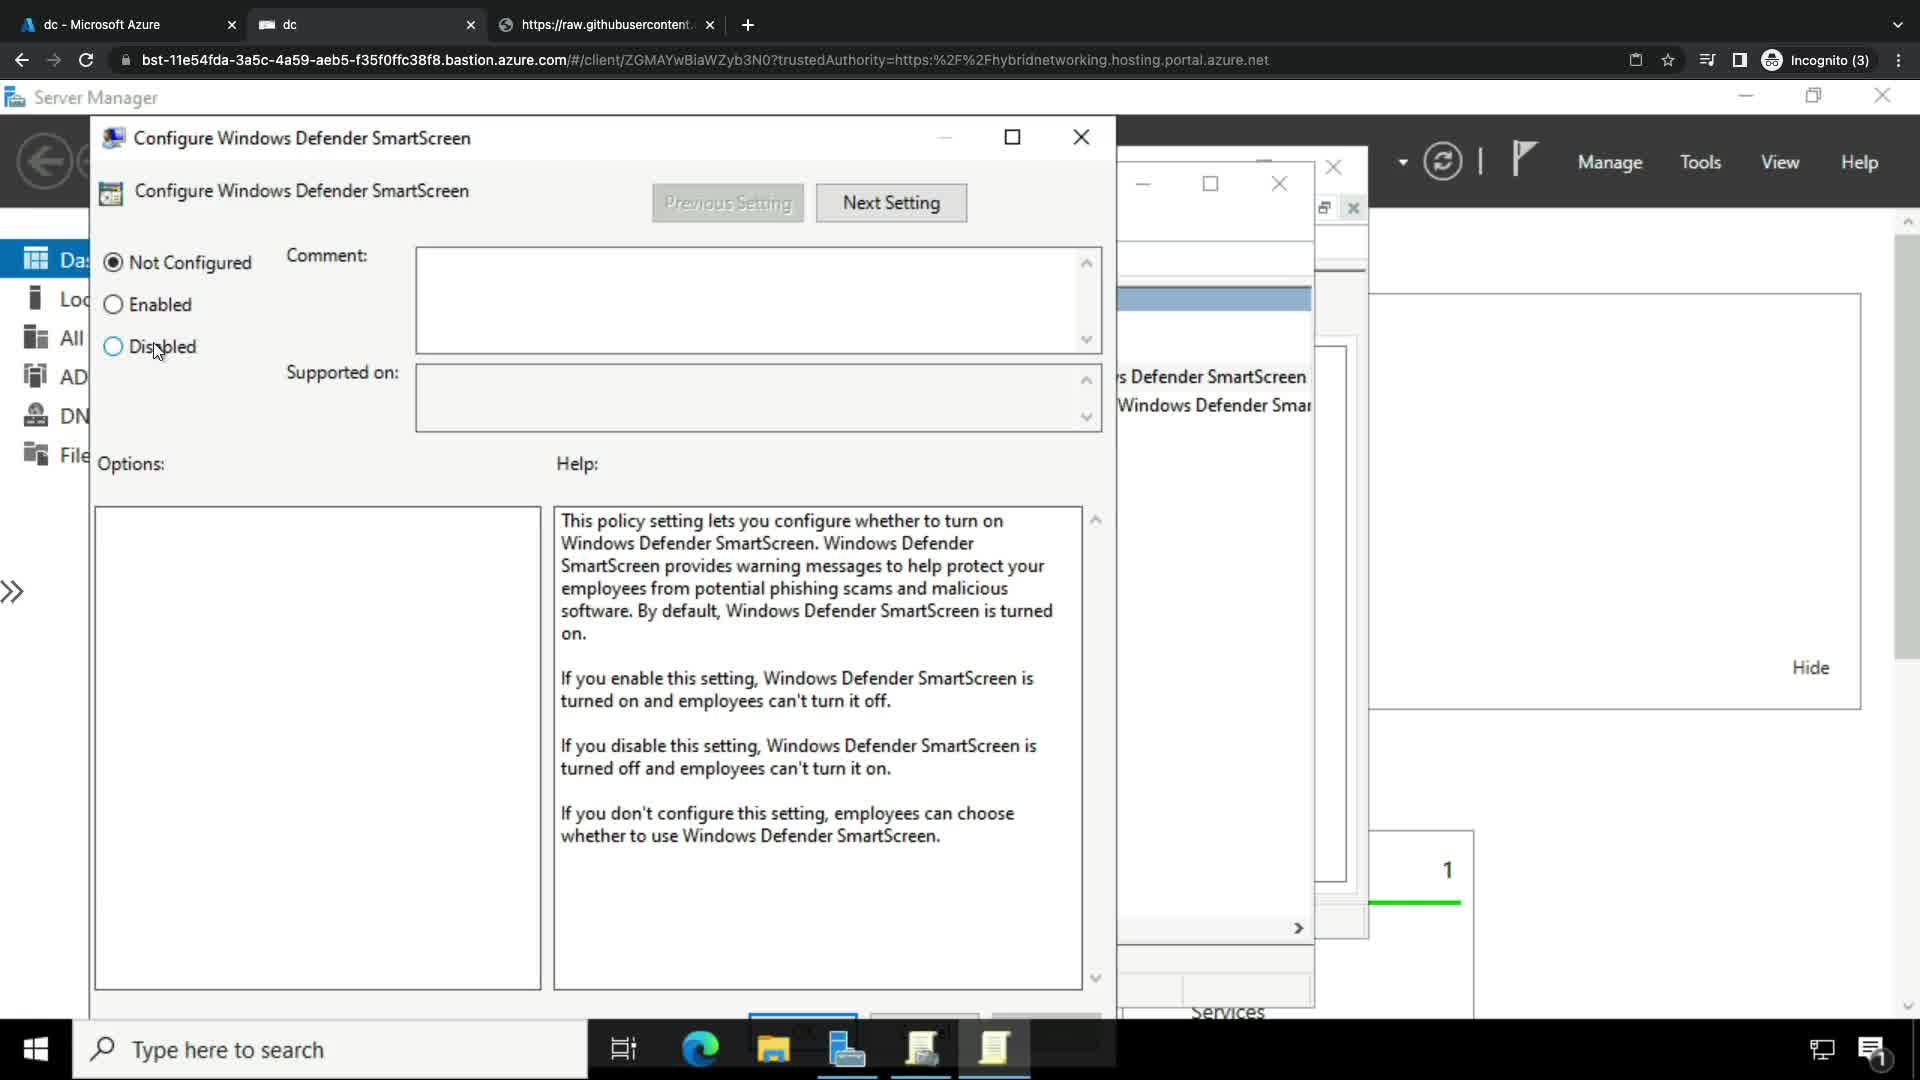 dc - Microsoft Azure
dc
https://raw.githubusercontent.
bst-11e54fda-3a5c-4a59-aeb5-f35f0ffc38f8.bastion.azure.com/#/client/ZGMAYwBiaWZyb3N0?trustedAuthority=https:%2F%2Fhybridnetworking.hosting.portal.azure.net
Incognito (3)
Server Manager
Configure Windows Defender SmartScreen
Manage
Tools
View
Help
Configure Windows Defender SmartScreen
Previous Setting
Next Setting
Not Configured
Comment:
Enabled
Disabled
Supported on:
Das
Loc
All
AD
DN
File
s Defender SmartScreen
Windows Defender Smar
Options:
Help:
This policy setting lets you configure whether to turn on
Windows Defender SmartScreen. Windows Defender
SmartScreen provides warning messages to help protect your
employees from potential phishing scams and malicious
software. By default, Windows Defender SmartScreen is turned
on.
If you enable this setting, Windows Defender SmartScreen is
turned on and employees can't turn it off.
If you disable this setting, Windows Defender SmartScreen is
turned off and employees can't turn it on.
If you don't configure this setting, employees can choose
whether to use Windows Defender SmartScreen.
Hide
1
Services
Type here to search
1